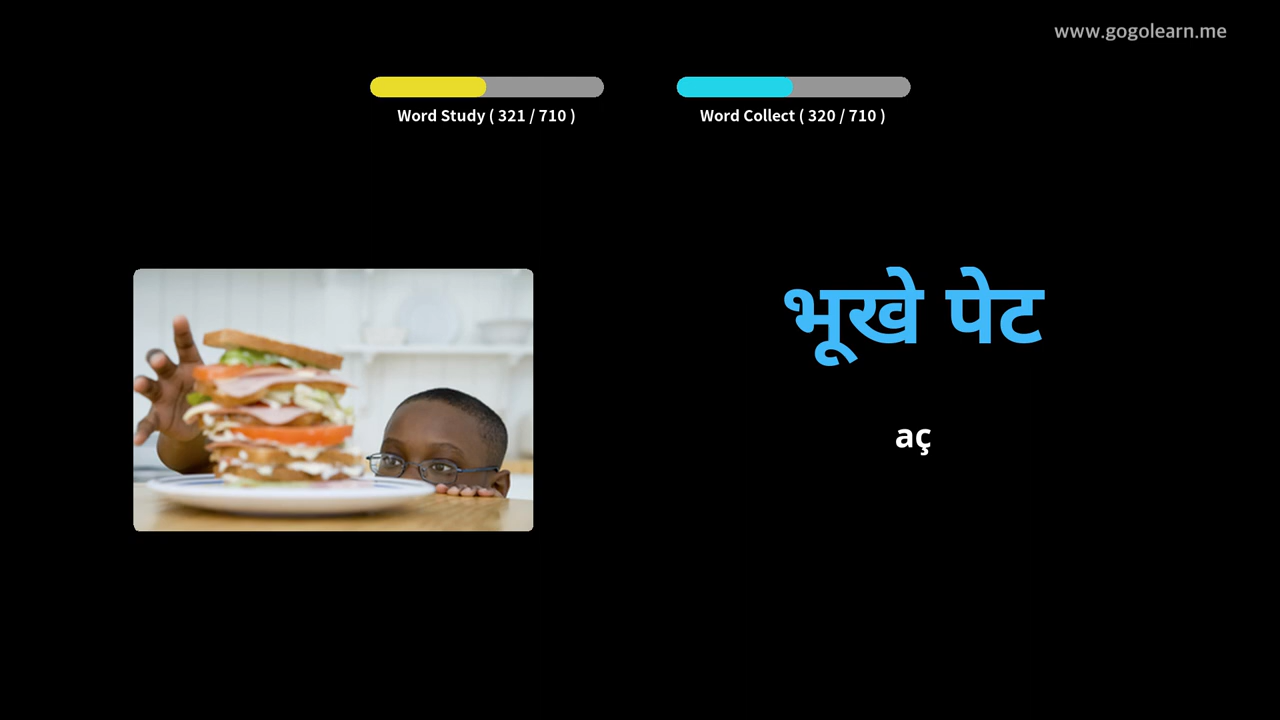 www.gogolearn.me
Word Study ( 321 / 710 )
Word Collect ( 320 / 710 )
भूखे पेट
aç